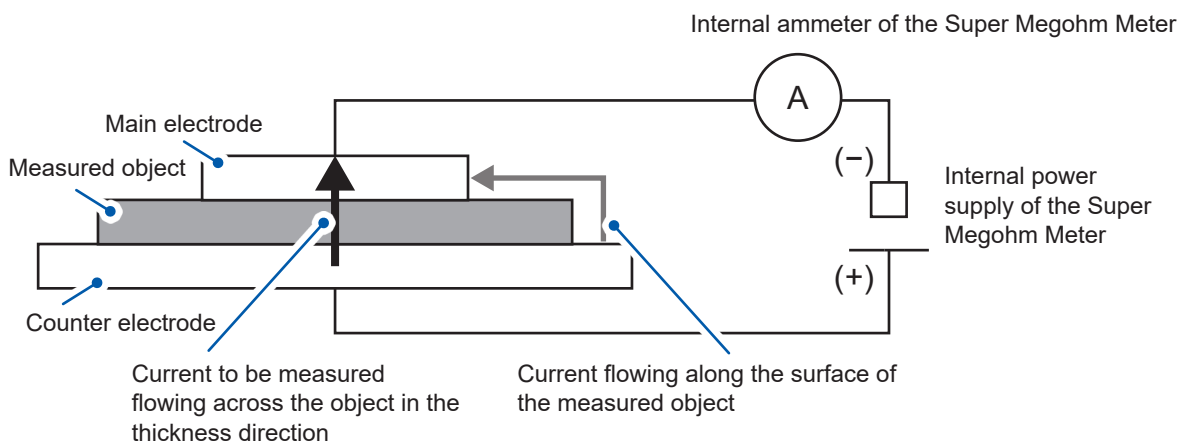 Internal ammeter of the Super Megohm Meter
A
Main electrode
Measured object
(−)
Internal power
supply of the Super
Megohm Meter
(+)
Counter electrode
Current to be measured
flowing across the object in the
thickness direction
Current flowing along the surface of
the measured object